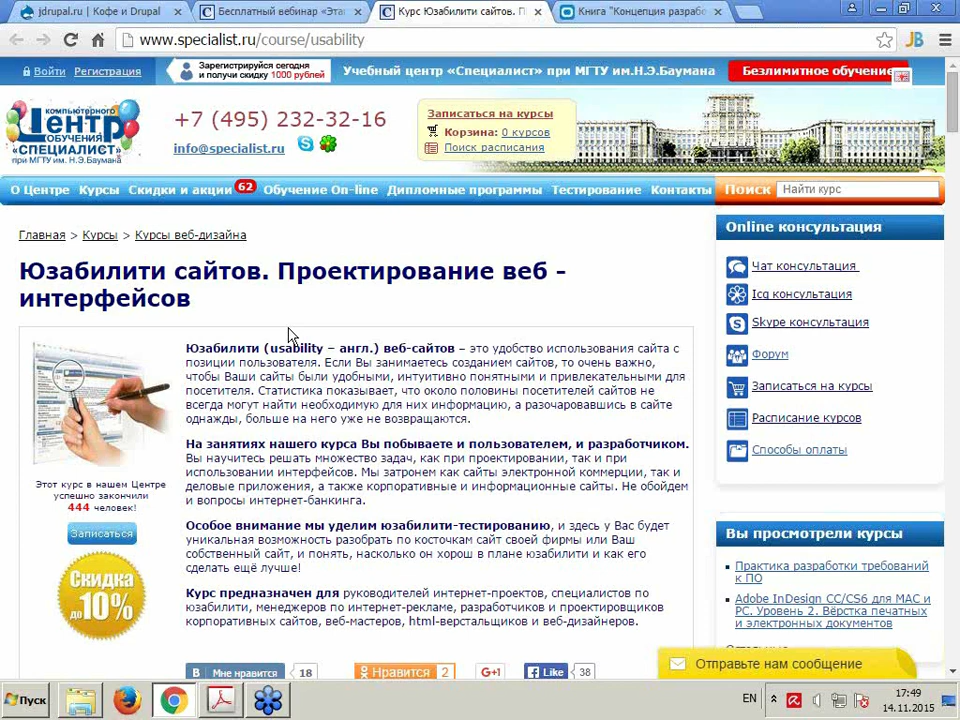 jdrupal.ru | Кофе и Drupal
Бесплатный вебинар «Эта
Курс Юзабилити сайтов. П
Книга "Концепция разраб
www.specialist.ru/course/usability
JB
Войти Регистрация
Зарегистрируйся сегодня
и получи скидку 1000 рублей
Учебный центр «Специалист» при МГТУ им.Н.Э.Баумана
Безлимитное обучение
КОМПЬЮТЕРНОГО
Центр
ОБУЧЕНИЯ
«СПЕЦИАЛИСТ»
при МГТУ им. Н.Э.Баумана
+7 (495) 232-32-16
info@specialist.ru
Записаться на курсы
Корзина: 0 курсов
Поиск расписания
О Центре Курсы Скидки и акции 62 Обучение On-line Дипломные программы Тестирование Контакты Поиск Найти курс
Главная > Курсы > Курсы веб-дизайна
Юзабилити сайтов. Проектирование веб -
интерфейсов
Юзабилити (usability – англ.) веб-сайтов – это удобство использования сайта с
позиции пользователя. Если Вы занимаетесь созданием сайтов, то очень важно,
чтобы Ваши сайты были удобными, интуитивно понятными и привлекательными для
посетителя. Статистика показывает, что около половины посетителей сайтов не
всегда могут найти необходимую для них информацию, а разочаровавшись в сайте
однажды, больше на него уже не возвращаются.
На занятиях нашего курса Вы побываете и пользователем, и разработчиком.
Вы научитесь решать множество задач, как при проектировании, так и при
использовании интерфейсов. Мы затронем как сайты электронной коммерции, так и
деловые приложения, а также корпоративные и информационные сайты. Не обойдем
и вопросы интернет-банкинга.
Особое внимание мы уделим юзабилити-тестированию, и здесь у Вас будет
уникальная возможность разобрать по косточкам сайт своей фирмы или Ваш
собственный сайт, и понять, насколько он хорош в плане юзабилити и как его
сделать ещё лучше!
Курс предназначен для руководителей интернет-проектов, специалистов по
юзабилити, менеджеров по интернет-рекламе, разработчиков и проектировщиков
корпоративных сайтов, веб-мастеров, html-верстальщиков и веб-дизайнеров.
Этот курс в нашем Центре
успешно закончили
444 человек!
Записаться
Скидка
до 10%
В Мне нравится 18
Нравится 2
g+1
Like 38
Online консультация
Чат консультация
Icq консультация
Skype консультация
Форум
Записаться на курсы
Расписание курсов
Способы оплаты
Вы просмотрели курсы
Практика разработки требований
к ПО
Adobe InDesign CC/CS6 для MAC и
PC. Уровень 2. Вёрстка печатных
и электронных документов
Отправьте нам сообщение
Пуск
EN
17:49
14.11.2015